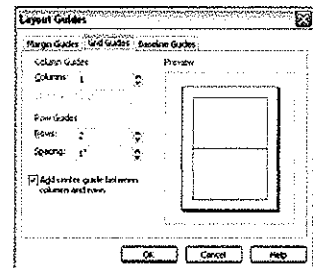 Layout Guides
Margin Guides Grid Guides Baseline Guides
Column Guides
Preview
Columns: 1
Row Guides
Rows: 2
Spacing:
Add center guide between
columns and rows
OK Cancel Help